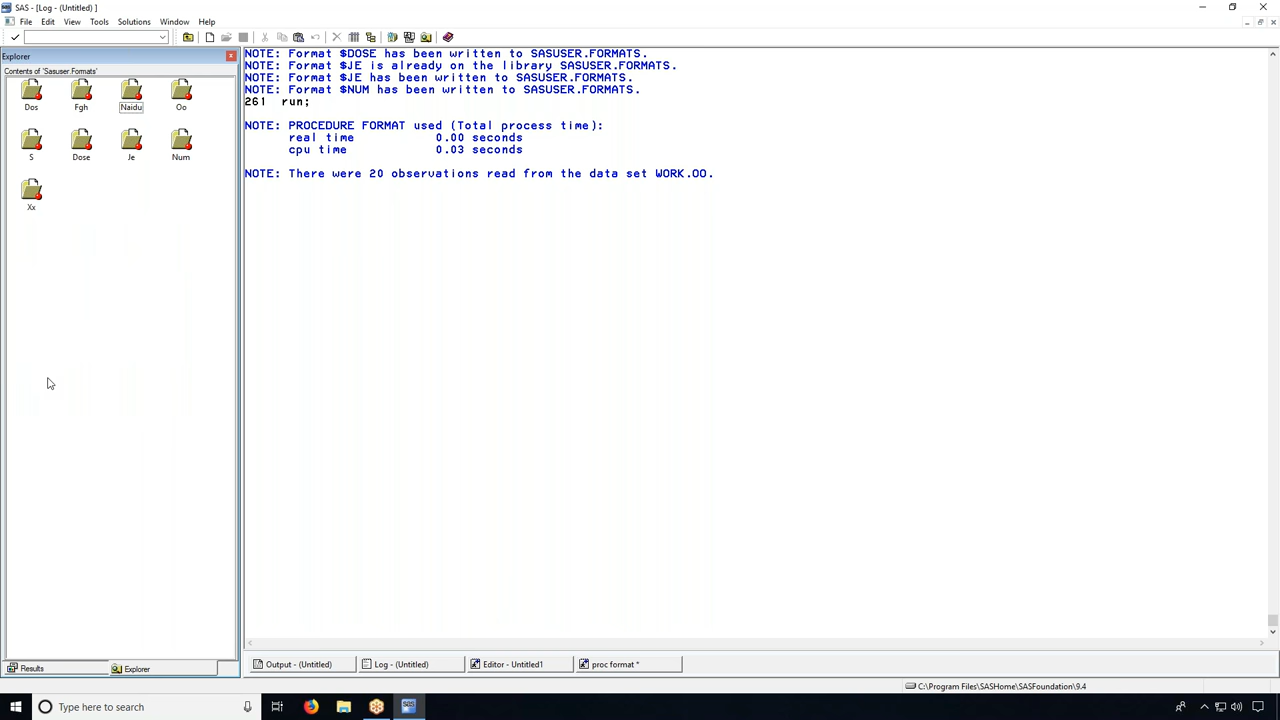 SAS - [Log - (Untitled) ]
File Edit View Tools Solutions Window Help
Explorer
Contents of 'Sasuser.Formats'
Dos Fgh Naidu Oo
S Dose Je Num
Xx
NOTE: Format $DOSE has been written to SASUSER.FORMATS.
NOTE: Format $JE is already on the library SASUSER.FORMATS.
NOTE: Format $JE has been written to SASUSER.FORMATS.
NOTE: Format $NUM has been written to SASUSER.FORMATS.
261 run;
NOTE: PROCEDURE FORMAT used (Total process time):
real time 0.00 seconds
cpu time 0.03 seconds
NOTE: There were 20 observations read from the data set WORK.OO.
Results Explorer
Output - (Untitled) Log - (Untitled) Editor - Untitled1 proc format *
C:\Program Files\SASHome\SASFoundation\9.4
Type here to search